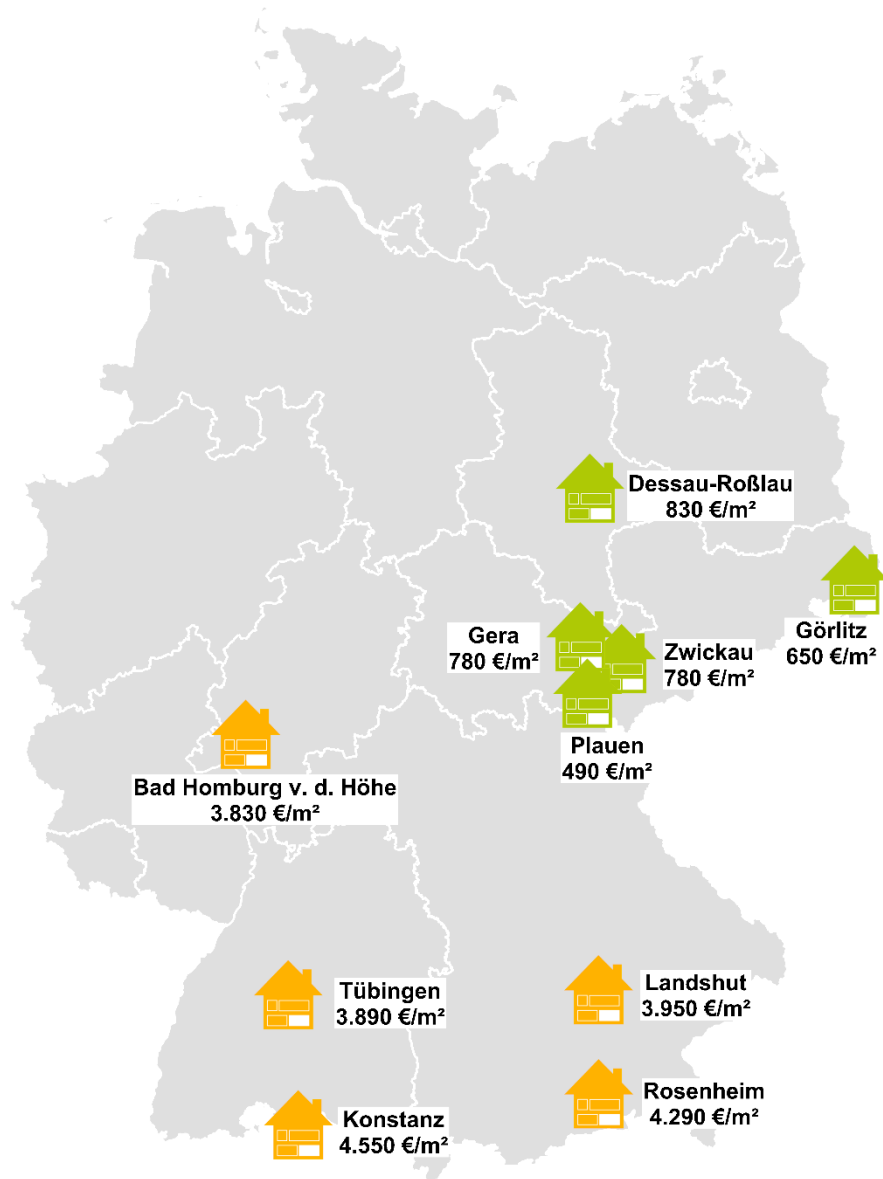 Dessau-Roßlau
830 €/m²
Görlitz
650 €/m²
Gera
780 €/m²
Zwickau
780 €/m²
Plauen
490 €/m²
Bad Homburg v. d. Höhe
3.830 €/m²
Tübingen
3.890 €/m²
Landshut
3.950 €/m²
Rosenheim
4.290 €/m²
Konstanz
4.550 €/m²